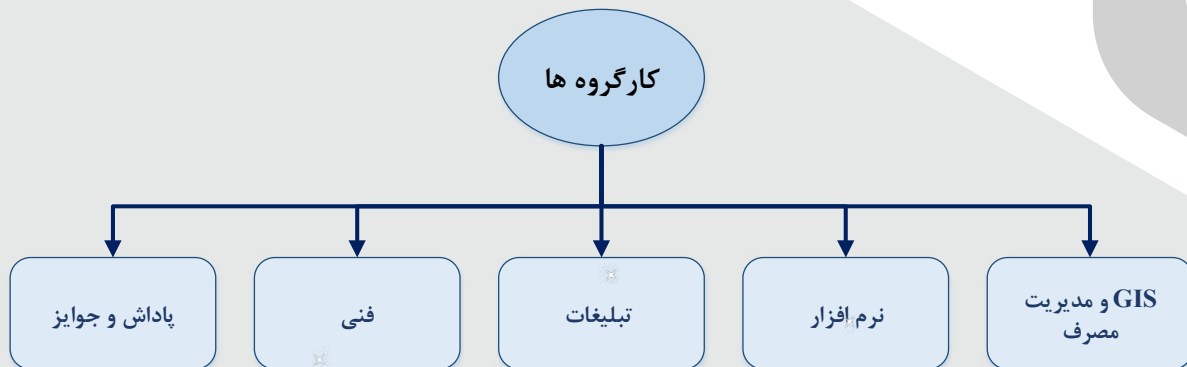 کارگروه ها
GIS و مدیریت
مصرف
نرم افزار
تبلیغات
فنی
پاداش و جوایز